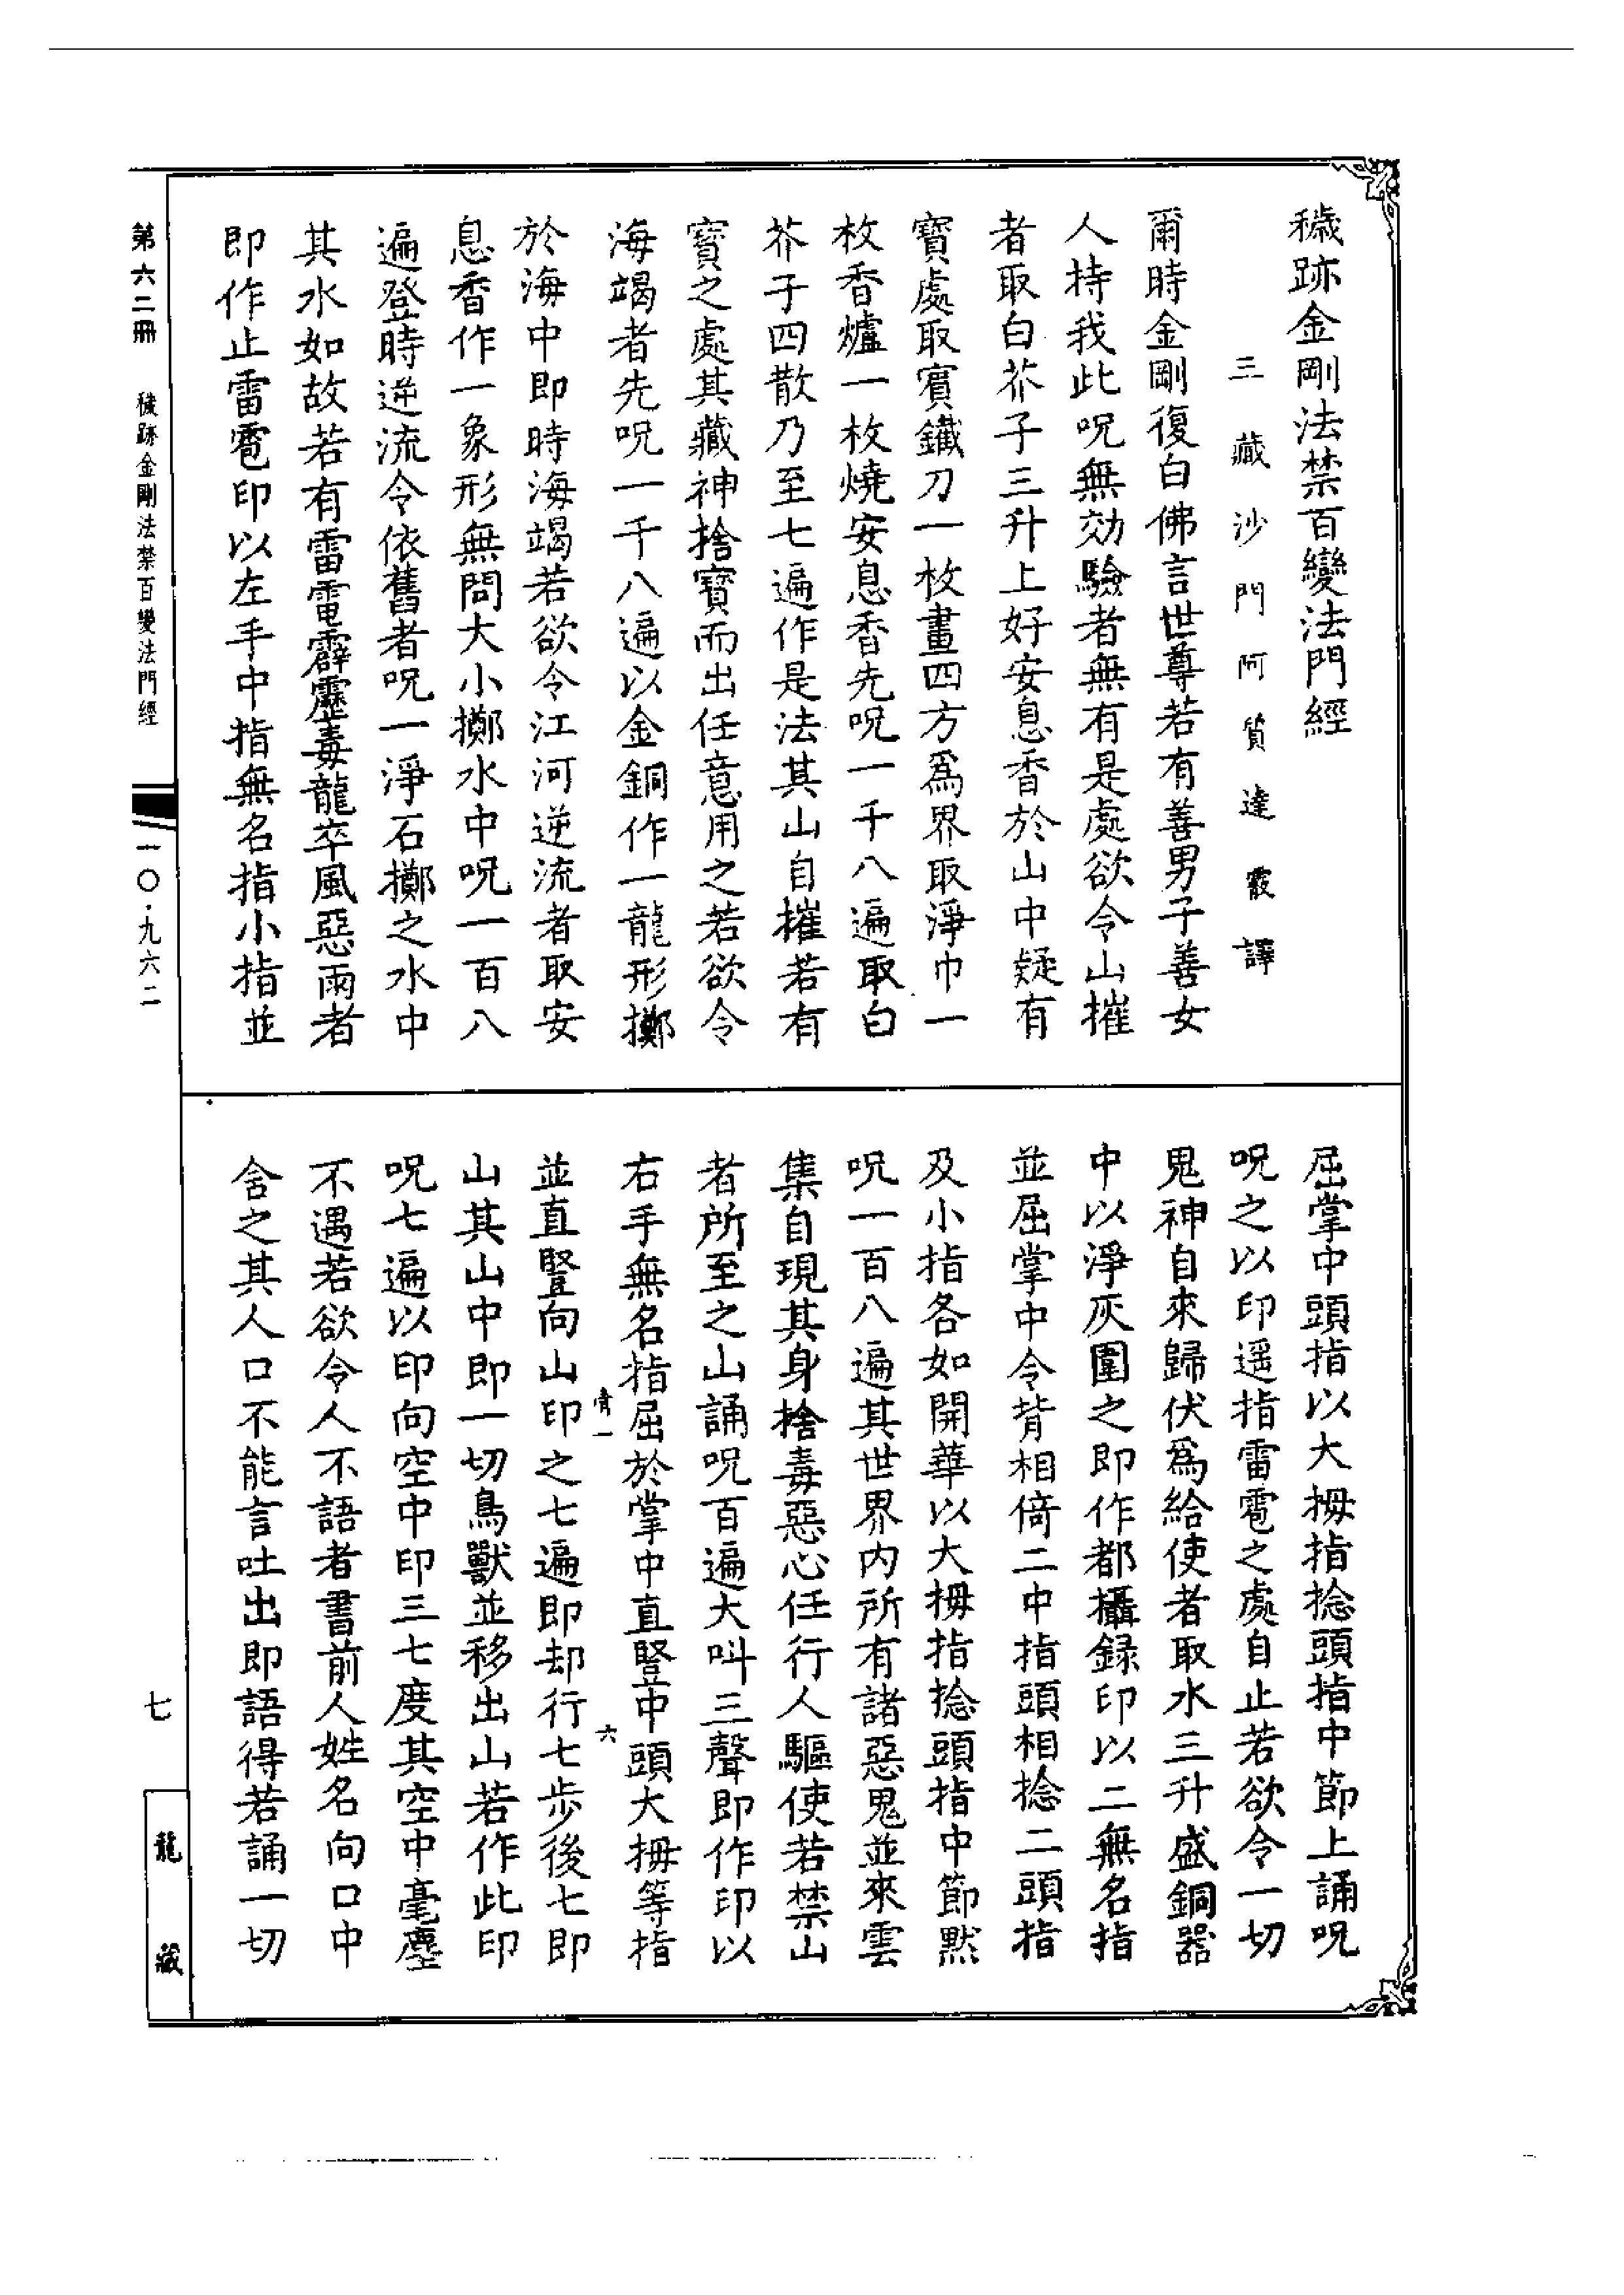 穢跡金剛法禁百變法門經
三藏沙門阿質達霰譯
爾時金剛復白佛言世尊若有善男子善女
人持我此呪無効驗者無有是處欲令山摧
者取白芥子三升上好安息香於山中疑有
寶處取賓鐵刀一枚畫四方爲界取淨巾一
枚香爐一枚燒安息香先呪一千八遍取白
芥子四散乃至七遍作是法其山自摧若有
寶之處其藏神捨寶而出任意用之若欲令
海竭者先呪一千八遍以金銅作一龍形擲
於海中即時海竭若欲令江河逆流者取安
息香作一象形無問大小擲水中呪一百八
遍登時逆流令依舊者呪一淨石擲之水中
其水如故若有雷電霹靂毒龍卒風惡雨者
即作止雷雹印以左手中指無名指小指並
屈掌中頭指以大拇指捻頭指中節上誦呪
呪之以印遥指雷雹之處自止若欲令一切
鬼神自來歸伏爲給使者取水三升盛銅器
中以淨灰圍之即作都攝録印以二無名指
並屈掌中令背相倚二中指頭相捻二頭指
及小指各如開華以大拇指捻頭指中節黙
呪一百八遍其世界内所有諸惡鬼並來雲
集自現其身捨毒惡心任行人驅使若禁山
者所至之山誦呪百遍大叫三聲即作印以
右手無名指屈於掌中直豎中頭大拇等指
六
並直豎向山印之七遍即却行七步後七即
山其山中即一切鳥獸並移出山若作此印
呪七遍以印向空中印三七度其空中毫塵
不遇若欲令人不語者書前人姓名向口中
含之其人口不能言吐出即語得若誦一切
第六二冊
穢跡金剛法禁百變法門經
一〇·九六二
七
龍藏